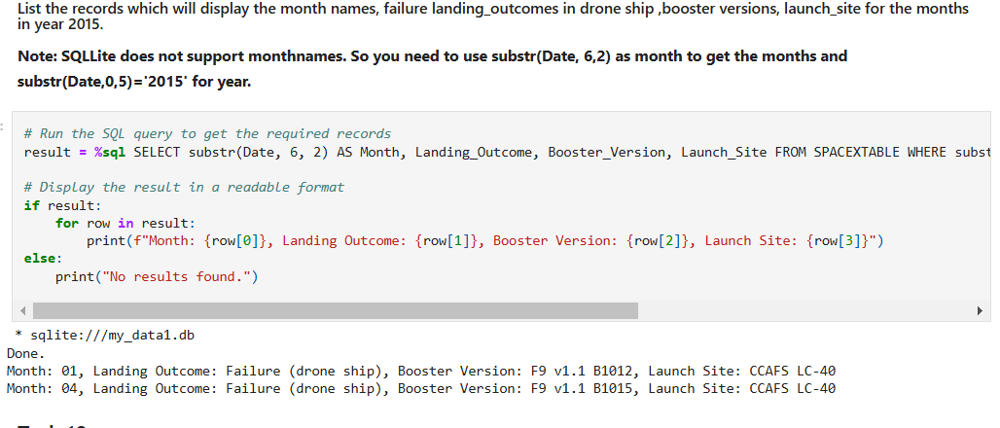 List the records which will display the month names, failure landing_outcomes in drone ship ,booster versions, launch_site for the months
in year 2015.
Note: SQLLite does not support monthnames. So you need to use substr(Date, 6,2) as month to get the months and
substr(Date,0,5)='2015' for year.
:
# Run the SQL query to get the required records
result = %sql SELECT substr(Date, 6, 2) AS Month, Landing_Outcome, Booster_Version, Launch_Site FROM SPACEXTABLE WHERE subst
# Display the result in a readable format
if result:
for row in result:
print(f"Month: {row[0]}, Landing Outcome: {row[1]}, Booster Version: {row[2]}, Launch Site: {row[3]}")
else:
print("No results found.")
* sqlite:///my_data1.db
Done.
Month: 01, Landing Outcome: Failure (drone ship), Booster Version: F9 v1.1 B1012, Launch Site: CCAFS LC-40
Month: 04, Landing Outcome: Failure (drone ship), Booster Version: F9 v1.1 B1015, Launch Site: CCAFS LC-40